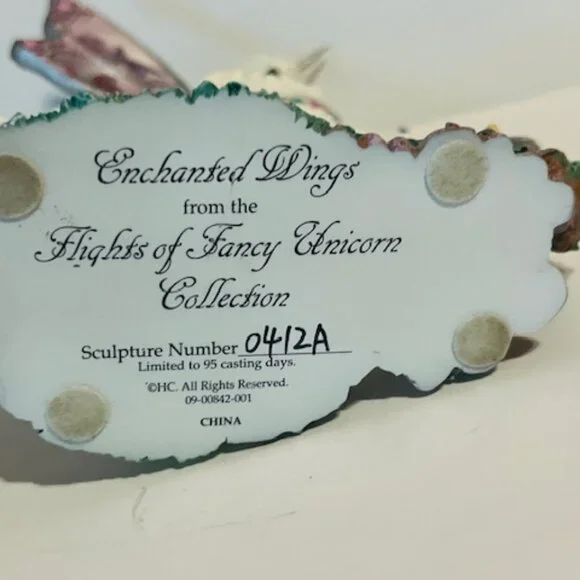 Enchanted Wings
from the
Flights of Fancy Unicorn
Collection
Sculpture Number 0412A
Limited to 95 casting days.
©HC. All Rights Reserved.
09-00842-001
CHINA